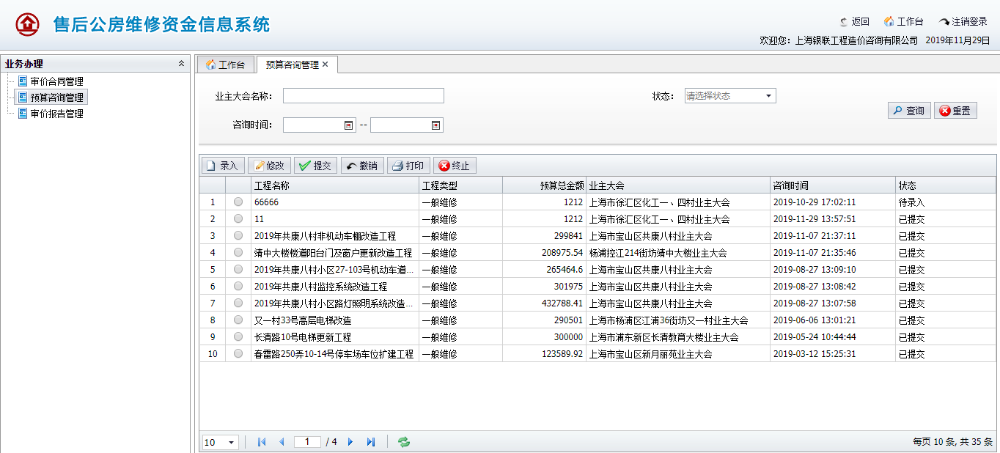 售后公房维修资金信息系统
返回 工作台 注销登录
欢迎您：上海银联工程造价咨询有限公司 2019年11月29日
业务办理
审价合同管理
预算咨询管理
审价报告管理
工作台 预算咨询管理
业主大会名称： 状态： 请选择状态
咨询时间： -- 查询 重置
录入 修改 提交 撤销 打印 终止
工程名称 工程类型 预算总金额 业主大会 咨询时间 状态
1 66666 一般维修 1212 上海市徐汇区化工一、四村业主大会 2019-10-29 17:02:11 待录入
2 11 一般维修 1212 上海市徐汇区化工一、四村业主大会 2019-11-29 13:57:51 已提交
3 2019年共康八村非机动车棚改造工程 一般维修 299841 上海市宝山区共康八村业主大会 2019-11-07 21:37:11 已提交
4 靖中大楼楼道阳台门及窗户更新改造工程 一般维修 208975.54 杨浦控江214街坊靖中大楼业主大会 2019-11-07 21:35:46 已提交
5 2019年共康八村小区27-103号机动车道... 一般维修 265464.6 上海市宝山区共康八村业主大会 2019-08-27 13:09:10 已提交
6 2019年共康八村监控系统改造工程 一般维修 301975 上海市宝山区共康八村业主大会 2019-08-27 13:08:42 已提交
7 2019年共康八村小区路灯照明系统改造... 一般维修 432788.41 上海市宝山区共康八村业主大会 2019-08-27 13:07:58 已提交
8 又一村33号高层电梯改造 一般维修 290501 上海市杨浦区江浦36街坊又一村业主大会 2019-06-06 13:01:21 已提交
9 长清路10号电梯更新工程 一般维修 300000 上海市浦东新区长清教育大楼业主大会 2019-05-24 10:44:44 已提交
10 春雷路250弄10-14号停车场车位扩建工程 一般维修 123589.92 上海市宝山区新月丽苑业主大会 2019-03-12 15:25:31 已提交
10 1 / 4 每页 10 条, 共 35 条